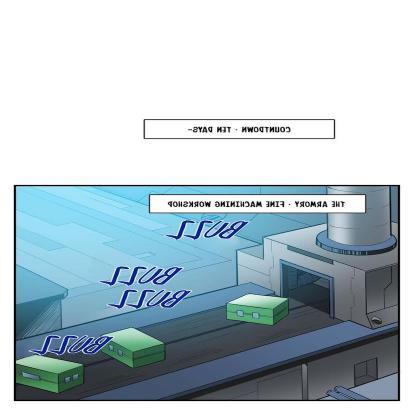 COUNTDOWN · TEN DAYS~
THE ARMORY · FINE MACHINING WORKSHOP
BUZZ
BUZZ
BUZZ
BUZZ